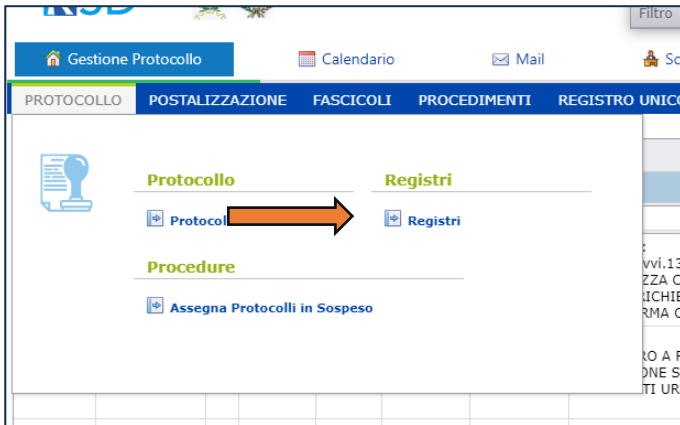 Filtro
Gestione Protocollo Calendario Mail
PROTOCOLLO POSTALIZZAZIONE FASCICOLI PROCEDIMENTI REGISTRO UNICO
Protocollo Registri
Registri
Procedure
Assegna Protocolli in Sospeso